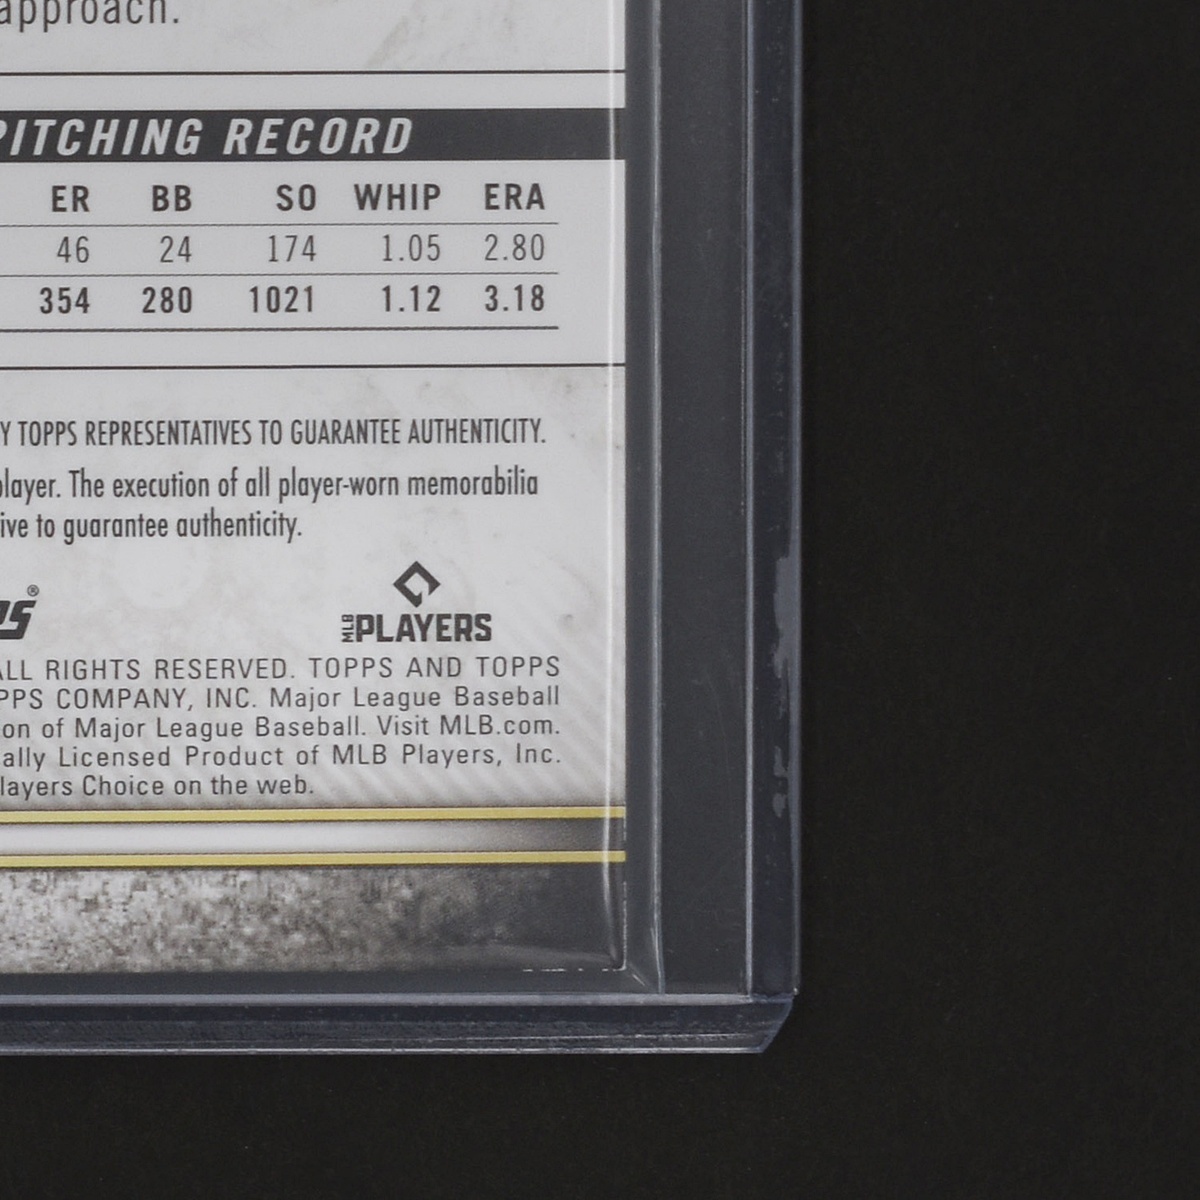 approach.
PITCHING RECORD
ER BB SO WHIP ERA
46 24 174 1.05 2.80
354 280 1021 1.12 3.18
Y TOPPS REPRESENTATIVES TO GUARANTEE AUTHENTICITY.
player. The execution of all player-worn memorabilia
ive to guarantee authenticity.
PS®
MLB PLAYERS
ALL RIGHTS RESERVED. TOPPS AND TOPPS
PPS COMPANY, INC. Major League Baseball
on of Major League Baseball. Visit MLB.com.
ally Licensed Product of MLB Players, Inc.
layers Choice on the web.